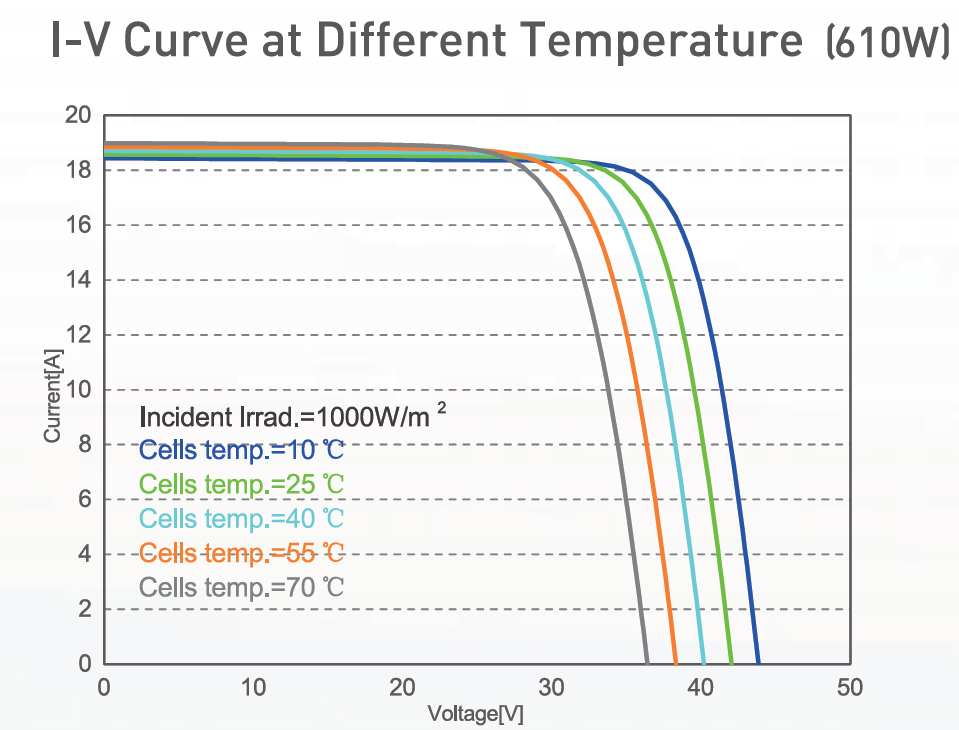 I-V Curve at Different Temperature (610W)
20
18
16
14
12
10
8
6
4
2
0
Current[A]
Incident Irrad.=1000W/m ²
Cells temp.=10 ℃
Cells temp.=25 ℃
Cells temp.=40 ℃
Cells temp.=55 ℃
Cells temp.=70 ℃
0 10 20 30 40 50
Voltage[V]